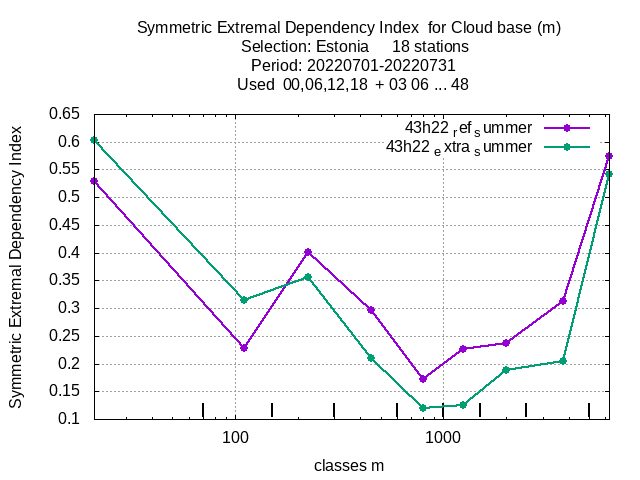 Symmetric Extremal Dependency Index  for Cloud base (m)
Selection: Estonia     18 stations
Period: 20220701-20220731
Used  00,06,12,18  + 03 06 ... 48
43h22 ref summer
43h22 extra summer
Symmetric Extremal Dependency Index
0.65
0.6
0.55
0.5
0.45
0.4
0.35
0.3
0.25
0.2
0.15
0.1
100
1000
classes m